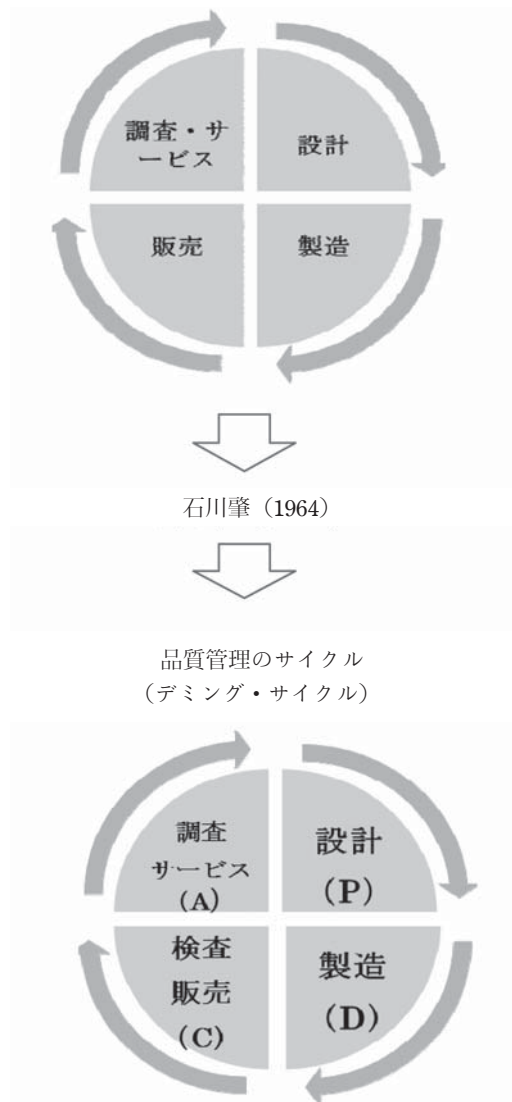 調査・サ
ービス
設計
販売
製造
石川肇（1964）
品質管理のサイクル
（デミング・サイクル）
調査
サービス
(A)
設計
(P)
検査
販売
(C)
製造
(D)